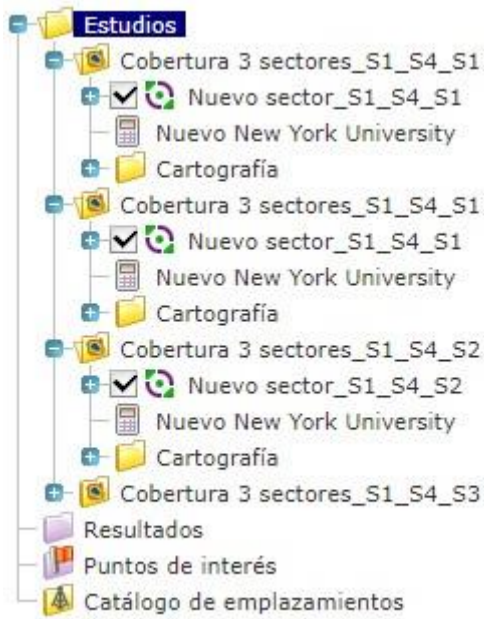 Estudios
Cobertura 3 sectores_S1_S4_S1
Nuevo sector_S1_S4_S1
Nuevo New York University
Cartografía
Cobertura 3 sectores_S1_S4_S1
Nuevo sector_S1_S4_S1
Nuevo New York University
Cartografía
Cobertura 3 sectores_S1_S4_S2
Nuevo sector_S1_S4_S2
Nuevo New York University
Cartografía
Cobertura 3 sectores_S1_S4_S3
Resultados
Puntos de interés
Catálogo de emplazamientos